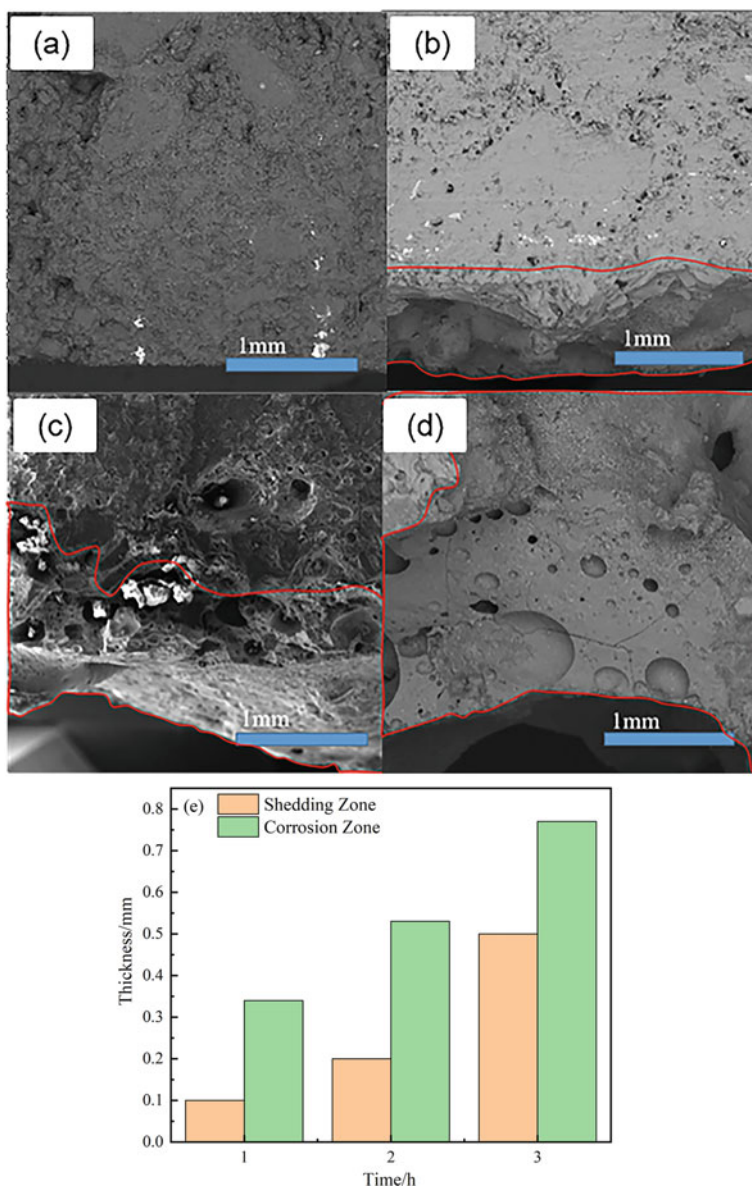 (a)
(b)
1mm
1mm
(c)
(d)
1mm
1mm
(e)
Shedding Zone
Corrosion Zone
0.8
0.7
0.6
0.5
0.4
0.3
0.2
0.1
0.0
Thickness/mm
1
2
3
Time/h